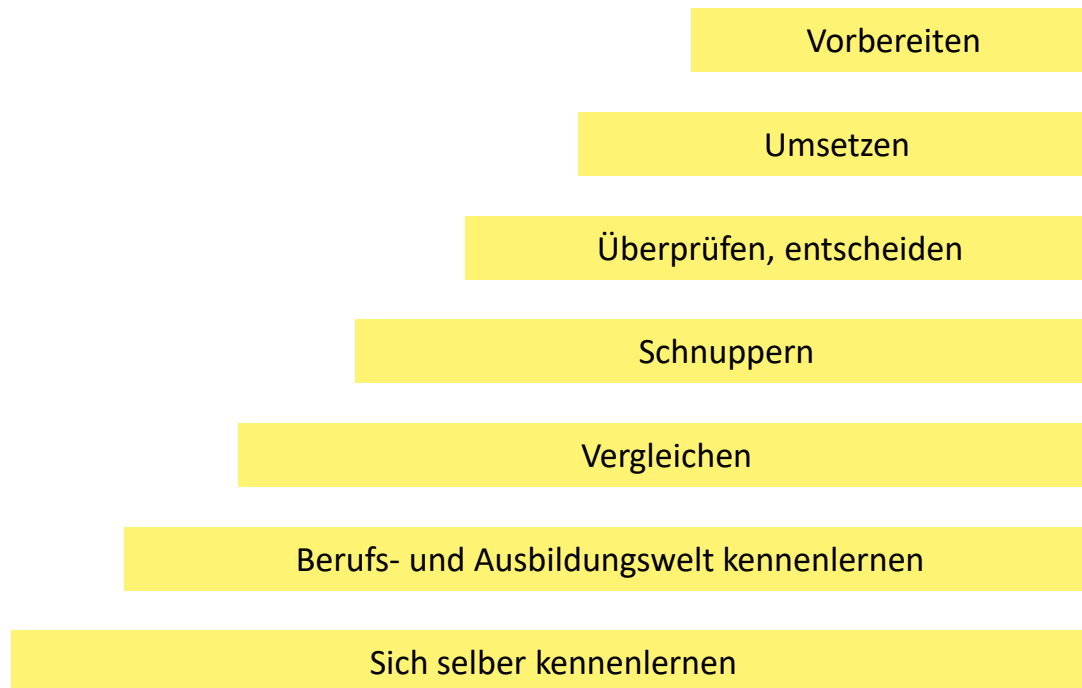 Vorbereiten
Umsetzen
Überprüfen, entscheiden
Schnuppern
Vergleichen
Berufs- und Ausbildungswelt kennenlernen
Sich selber kennenlernen